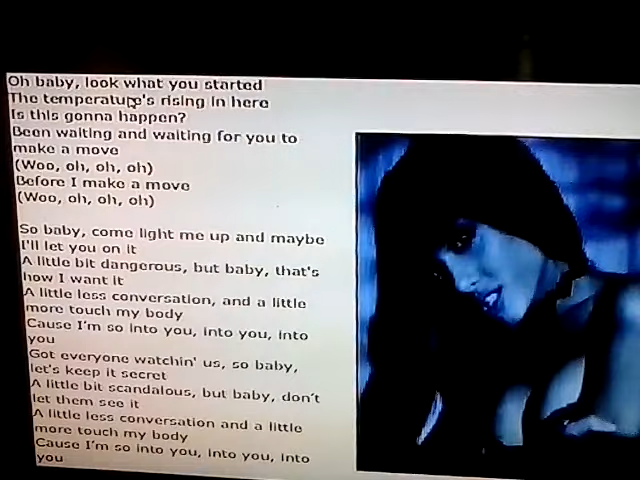 Oh baby, look what you started
The temperature's rising in here
Is this gonna happen?
Been waiting and waiting for you to
make a move
(Woo, oh, oh, oh)
Before I make a move
(Woo, oh, oh, oh)
So baby, come light me up and maybe
I'll let you on it
A little bit dangerous, but baby, that's
how I want it
A little less conversation, and a little
more touch my body
Cause I'm so into you, into you, into
you
Got everyone watchin' us, so baby,
let's keep it secret
A little bit scandalous, but baby, don't
let them see it
A little less conversation and a little
more touch my body
Cause I'm so into you, into you, into
you